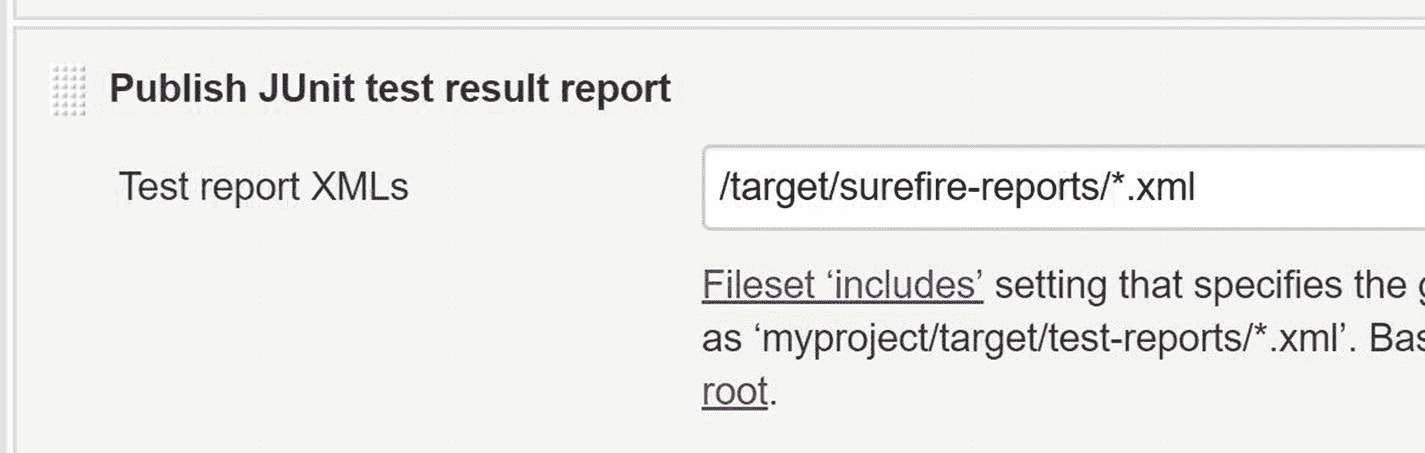 Publish JUnit test result report
Test report XMLs
/target/surefire-reports/*.xml
Fileset ‘includes’ setting that specifies the
as ‘myproject/target/test-reports/*.xml’.
root.